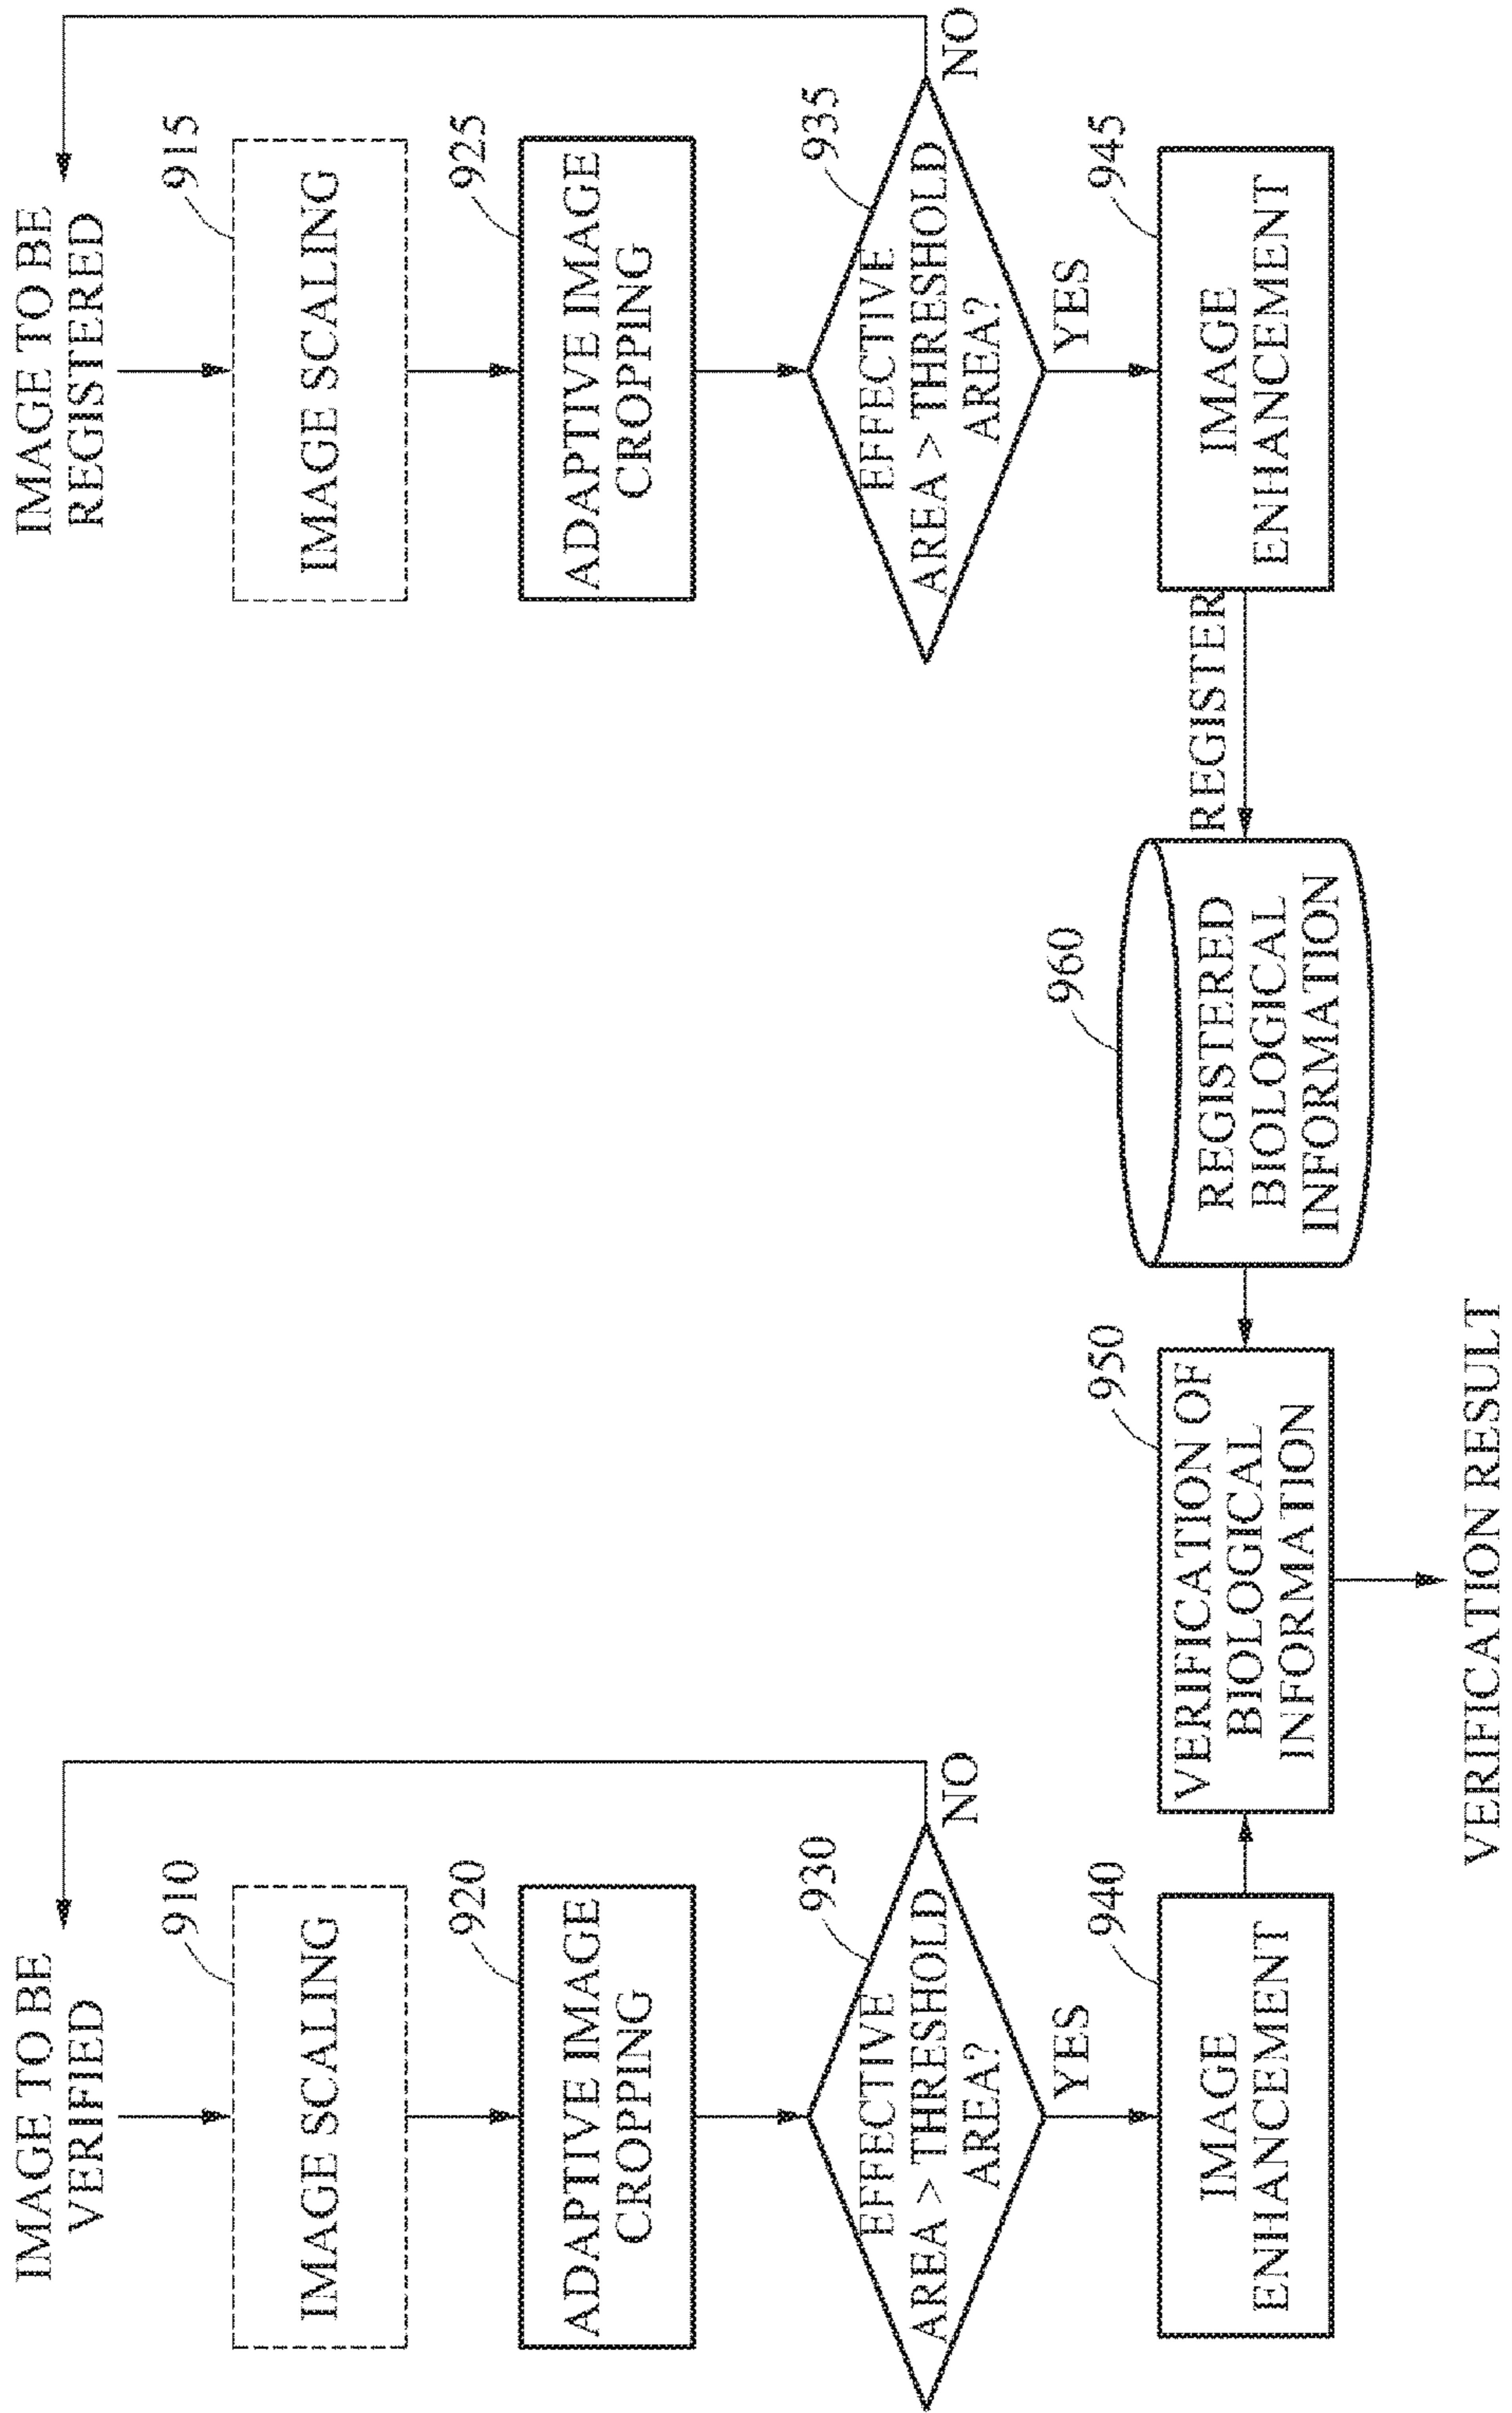 IMAGE TO BE
VERIFIED
910
IMAGE SCALING
920
ADAPTIVE IMAGE
CROPPING
930
EFFECTIVE
AREA > THRESHOLD
AREA?
NO
YES
940
IMAGE
ENHANCEMENT
950
VERIFICATION OF
BIOLOGICAL
INFORMATION
VERIFICATION RESULT
960
REGISTERED
BIOLOGICAL
INFORMATION
REGISTER
IMAGE TO BE
REGISTERED
915
IMAGE SCALING
925
ADAPTIVE IMAGE
CROPPING
935
EFFECTIVE
AREA > THRESHOLD
AREA?
NO
YES
945
IMAGE
ENHANCEMENT